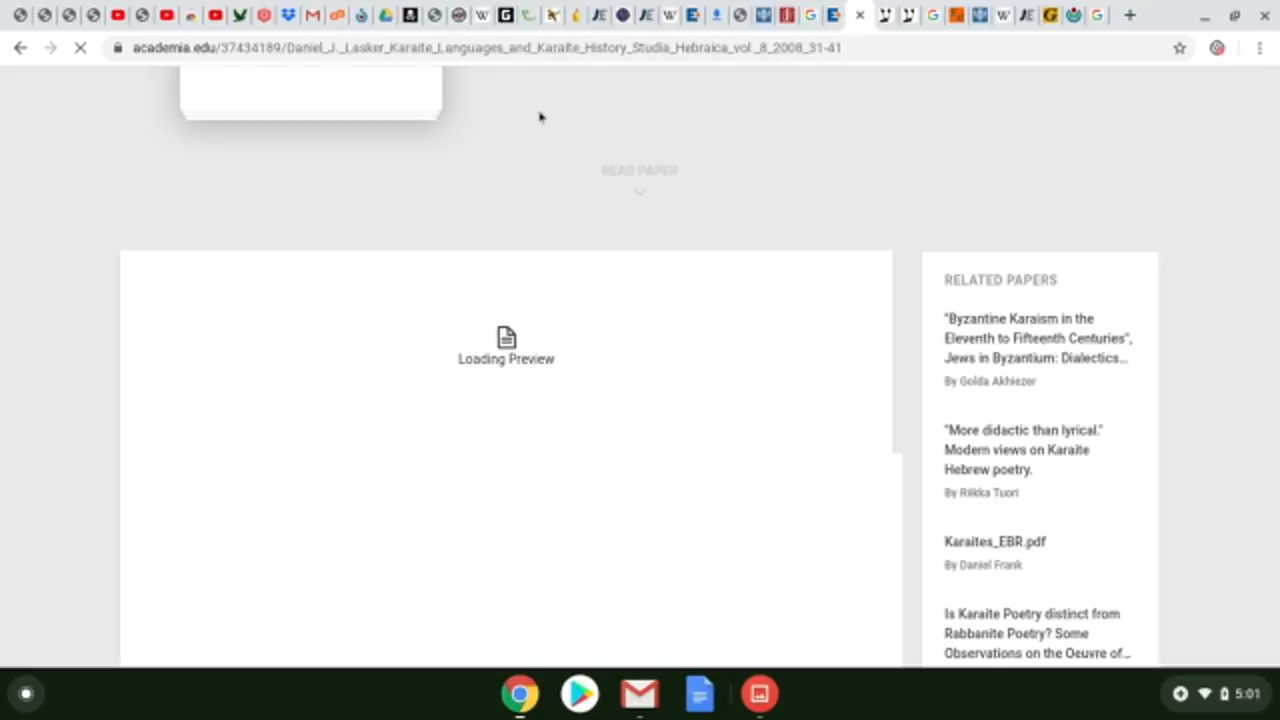 academia.edu/37434189/Daniel_J._Lasker_Karaite_Languages_and_Karaite_History_Studia_Hebraica_vol._8_2008_31-41
READ PAPER
Loading Preview
RELATED PAPERS
"Byzantine Karaism in the
Eleventh to Fifteenth Centuries",
Jews in Byzantium: Dialectics...
By Golda Akhiezer
"More didactic than lyrical."
Modern views on Karaite
Hebrew poetry.
By Riikka Tuori
Karaites_EBR.pdf
By Daniel Frank
Is Karaite Poetry distinct from
Rabbanite Poetry? Some
Observations on the Oeuvre of...
5:01